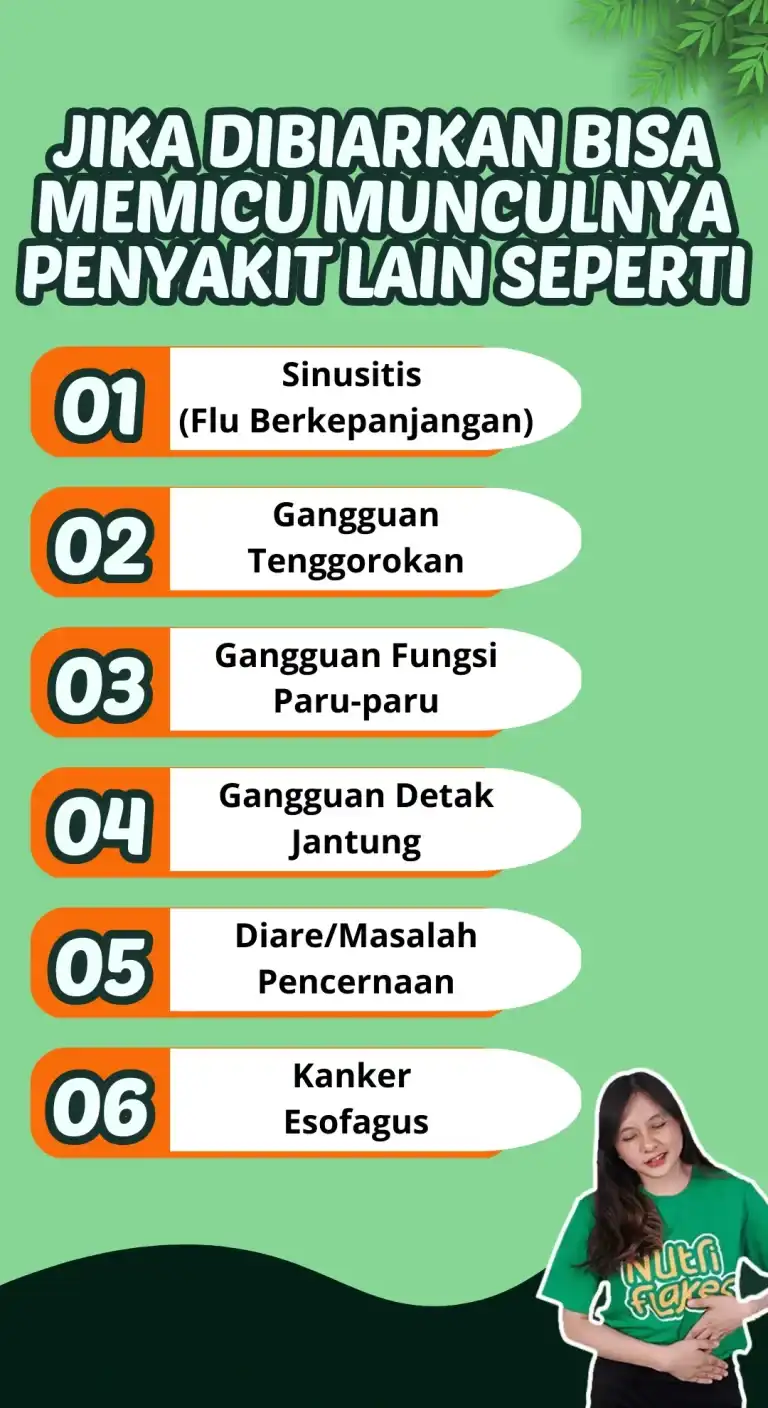 JIKA DIBIARKAN BISA
MEMICU MUNCULNYA
PENYAKIT LAIN SEPERTI
01
Sinusitis
(Flu Berkepanjangan)
02
Gangguan
Tenggorokan
03
Gangguan Fungsi
Paru-paru
04
Gangguan Detak
Jantung
05
Diare/Masalah
Pencernaan
06
Kanker
Esofagus
Nutri
flakes